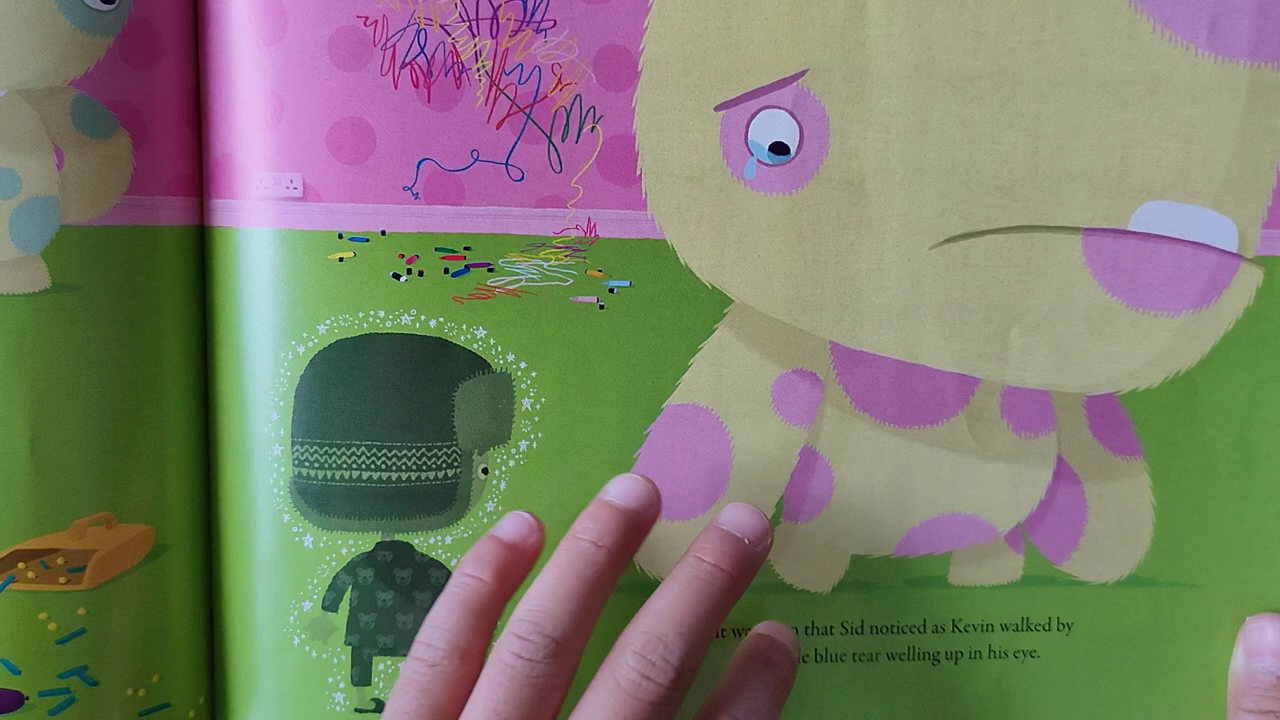 that Sid noticed as Kevin walked by
blue tear welling up in his eye.